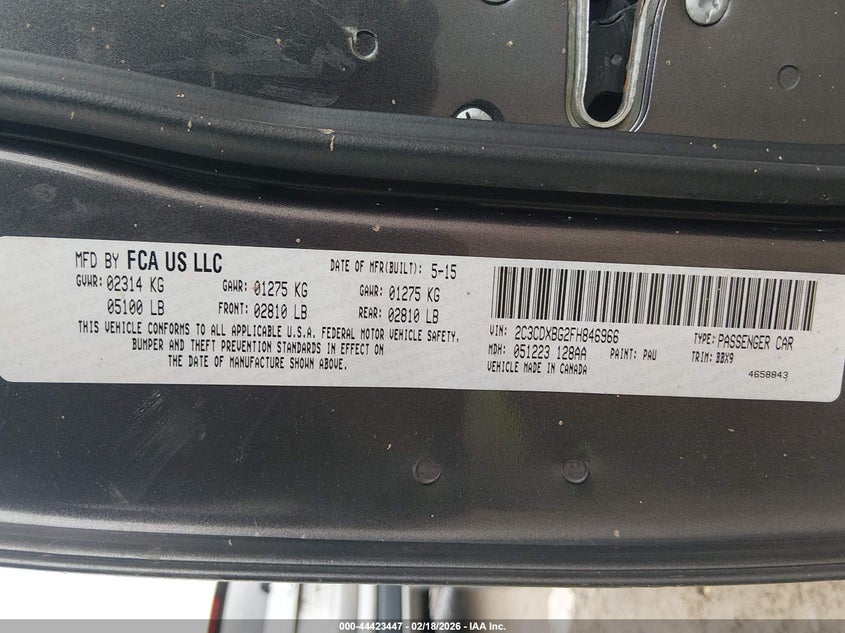 MFD BY FCA US LLC
DATE OF MFR(BUILT): 5-15
GVWR: 02314 KG
GAWR: 01275 KG
GAWR: 01275 KG
05100 LB
FRONT: 02810 LB
REAR: 02810 LB
THIS VEHICLE CONFORMS TO ALL APPLICABLE U.S.A. FEDERAL MOTOR VEHICLE SAFETY,
BUMPER AND THEFT PREVENTION STANDARDS IN EFFECT ON
THE DATE OF MANUFACTURE SHOWN ABOVE.
VIN: 2C3CDXBG2FH846966
TYPE: PASSENGER CAR
MDH: 051223 128AA
PAINT: PAU
TRIM: BBX9
VEHICLE MADE IN CANADA
4658843
000-44423447 - 02/18/2026 - IAA Inc.